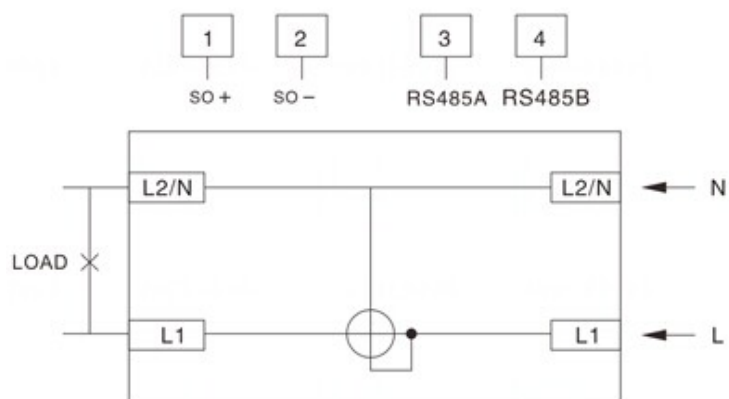 1 2 3 4
SO + SO − RS485A RS485B
L2/N L2/N N
LOAD
L1 L1 L